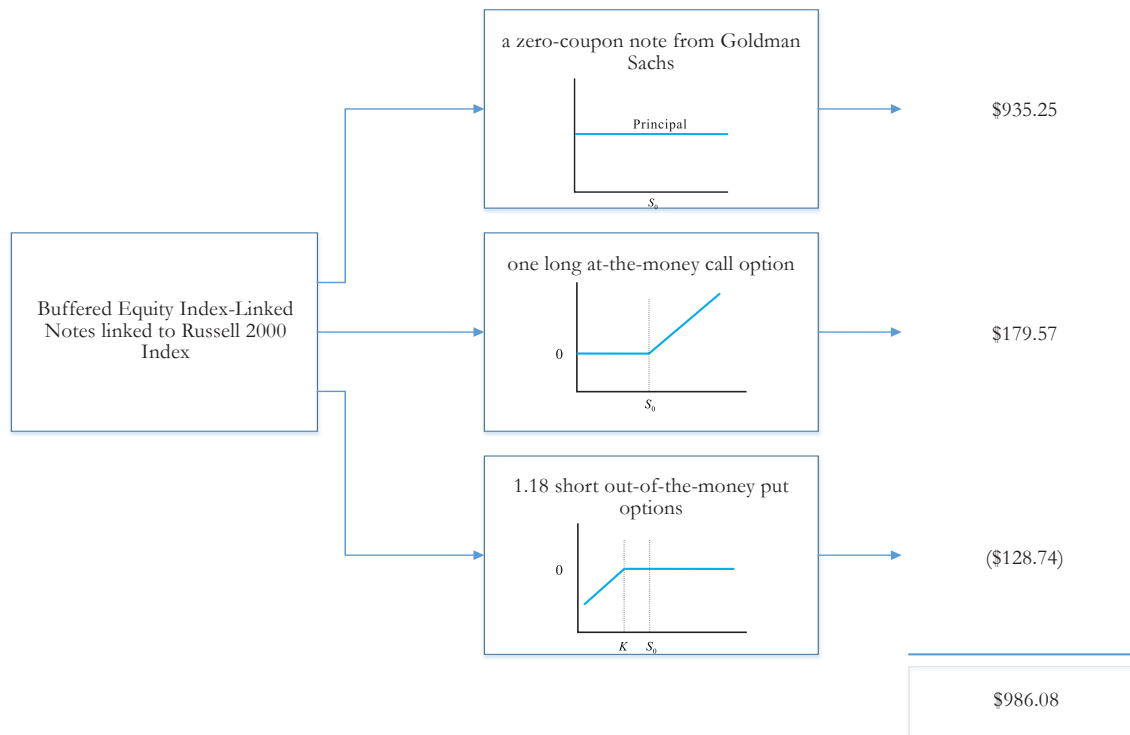 a zero-coupon note from Goldman
Sachs
Principal
S₀
$935.25
Buffered Equity Index-Linked
Notes linked to Russell 2000
Index
one long at-the-money call option
0
S₀
$179.57
1.18 short out-of-the-money put
options
0
K S₀
($128.74)
$986.08